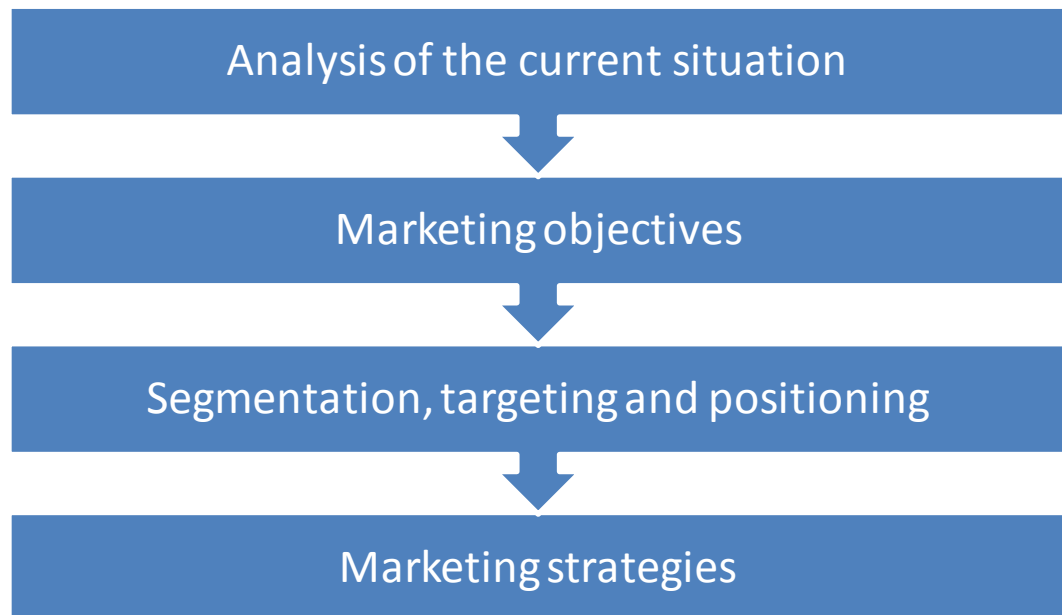 Analysis of the current situation
Marketing objectives
Segmentation, targeting and positioning
Marketing strategies